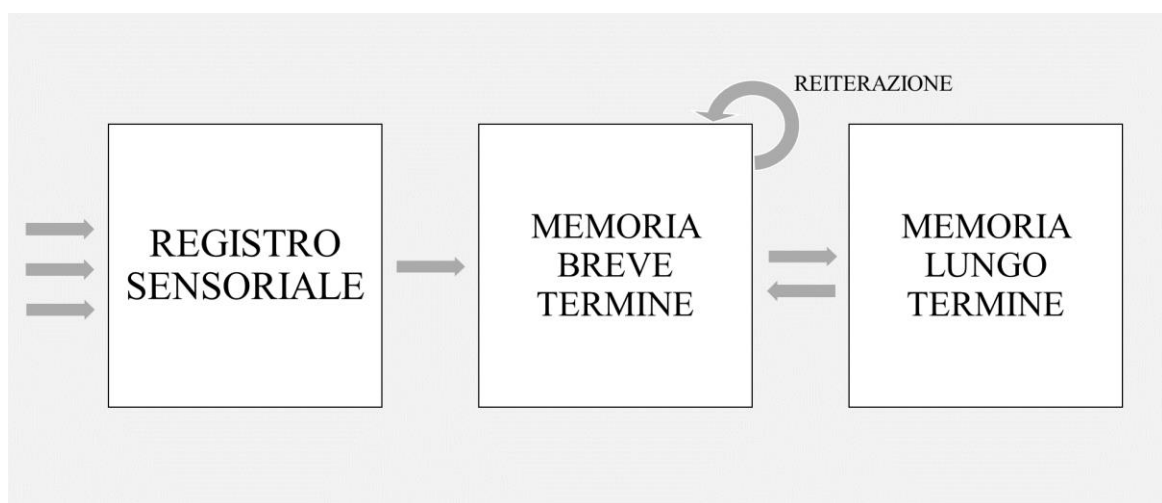 REITERAZIONE
REGISTRO
SENSORIALE
MEMORIA
BREVE
TERMINE
MEMORIA
LUNGO
TERMINE